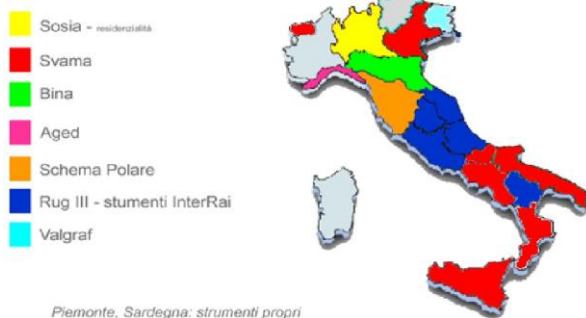 Sosia - residenzialità
Svama
Bina
Aged
Schema Polare
Rug III - stumenti InterRai
Valgraf
Piemonte, Sardegna: strumenti propri